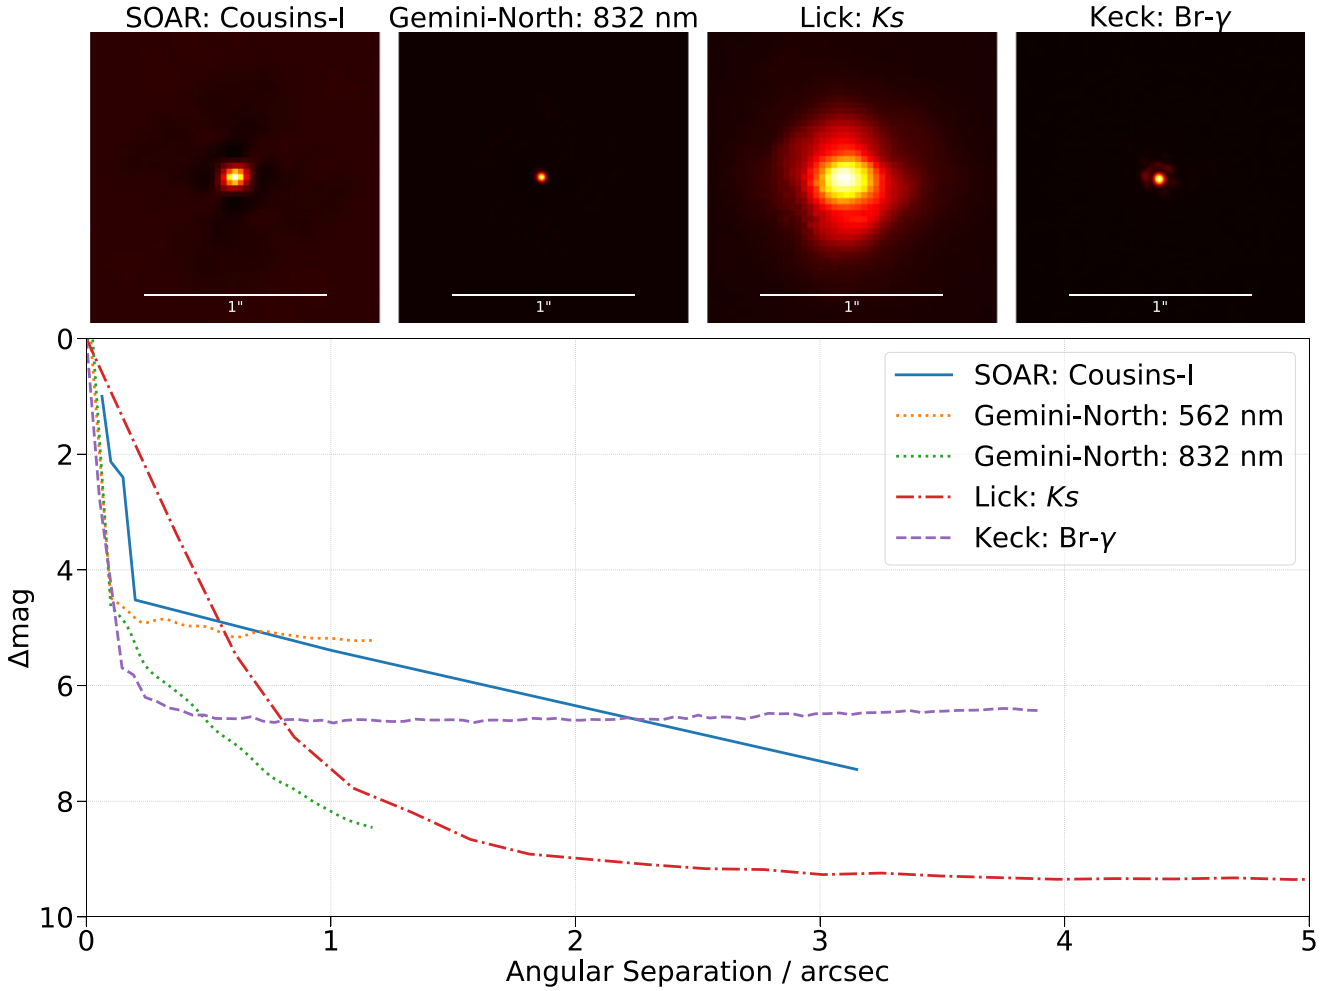 SOAR: Cousins-I
Gemini-North: 832 nm
Lick: Ks
Keck: Br-γ
1"
1"
1"
1"
0
2
4
6
8
10
Δmag
SOAR: Cousins-I
Gemini-North: 562 nm
Gemini-North: 832 nm
Lick: Ks
Keck: Br-γ
0
1
2
3
4
5
Angular Separation / arcsec